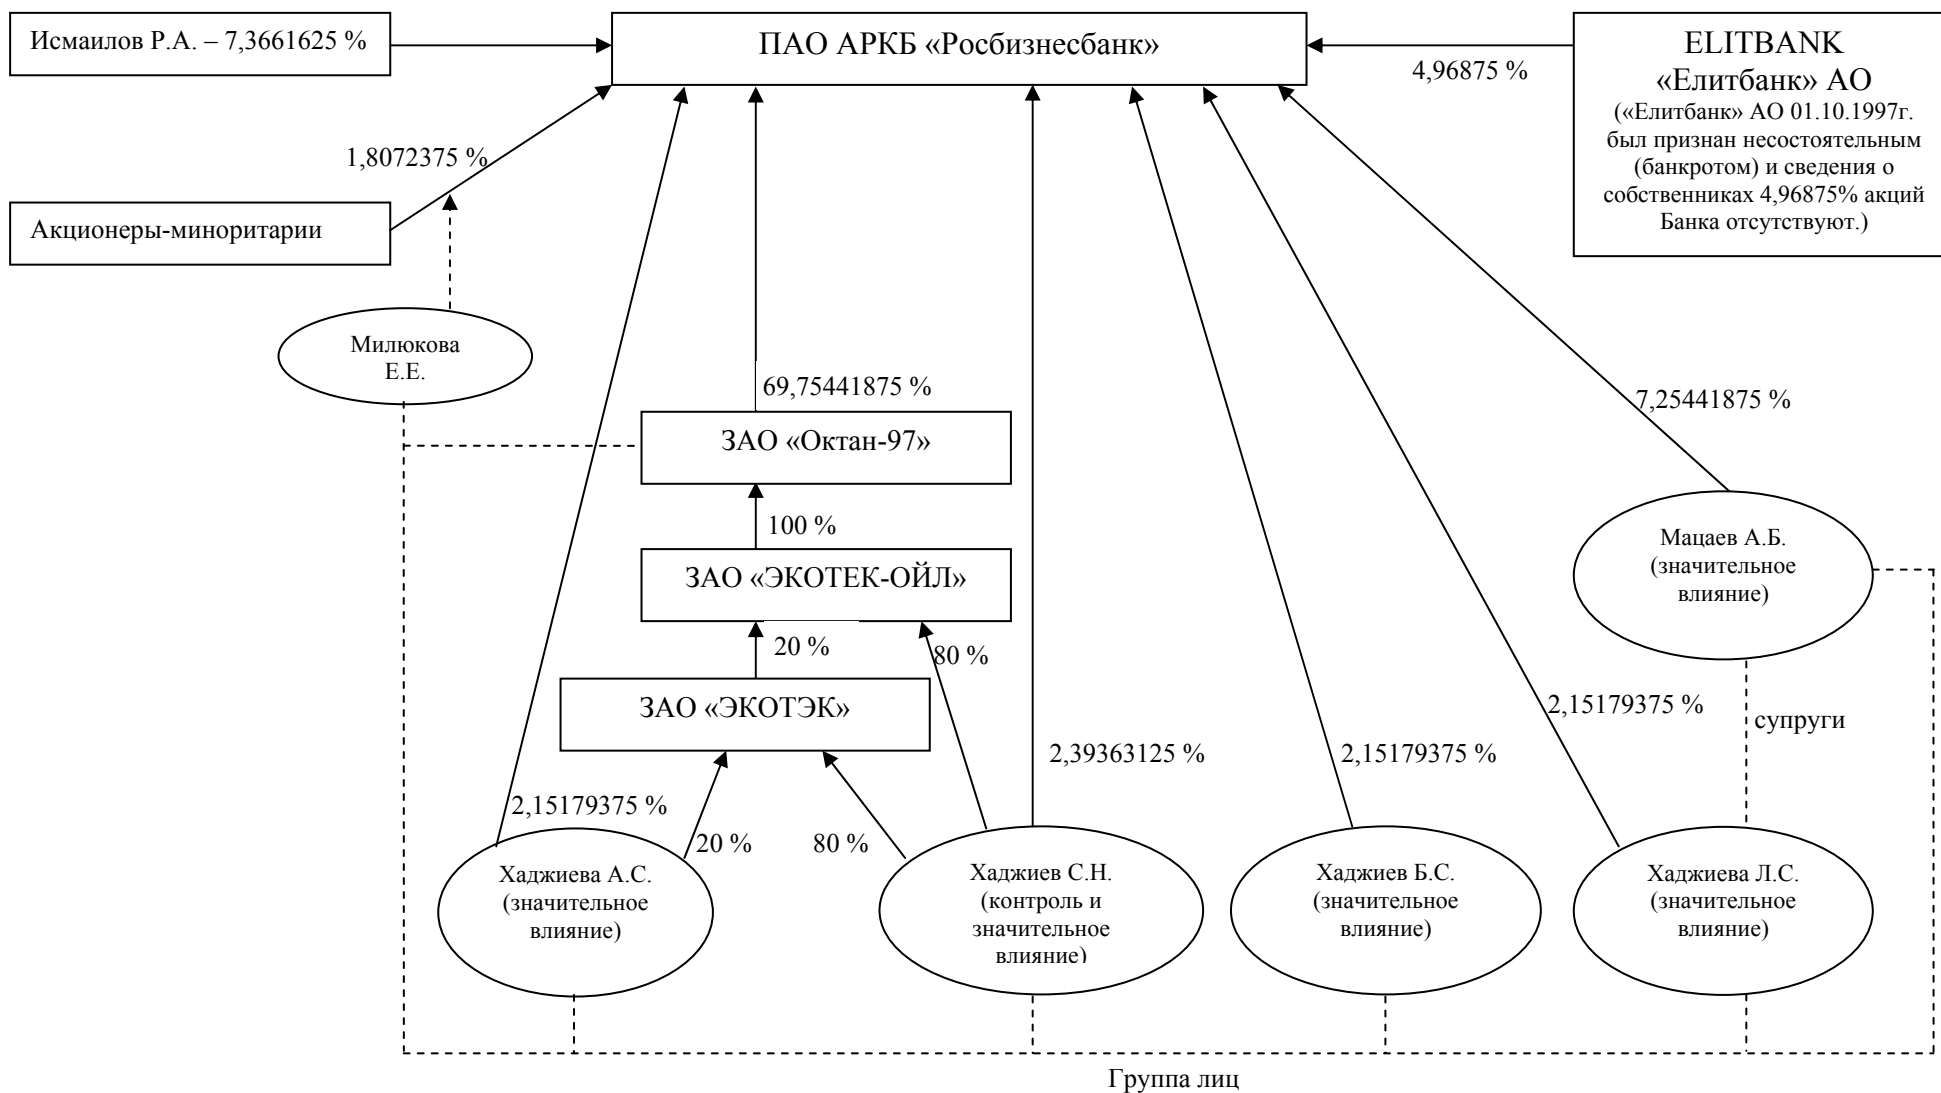 Исмаилов Р.А. – 7,3661625 %
ПАО АРКБ «Росбизнесбанк»
ELITBANK
«Елитбанк» АО
(«Елитбанк» АО 01.10.1997г.
был признан несостоятельным
(банкротом) и сведения о
собственниках 4,96875% акций
Банка отсутствуют.)
4,96875 %
1,8072375 %
Акционеры-миноритарии
Милюкова
Е.Е.
69,75441875 %
7,25441875 %
ЗАО «Октан-97»
100 %
Мацаев А.Б.
(значительное
влияние)
ЗАО «ЭКОТЕК-ОЙЛ»
20 %
80 %
ЗАО «ЭКОТЭК»
2,15179375 %
супруги
2,39363125 %
2,15179375 %
2,15179375 %
20 %
80 %
Хаджиева А.С.
(значительное
влияние)
Хаджиев С.Н.
(контроль и
значительное
влияние)
Хаджиев Б.С.
(значительное
влияние)
Хаджиева Л.С.
(значительное
влияние)
Группа лиц